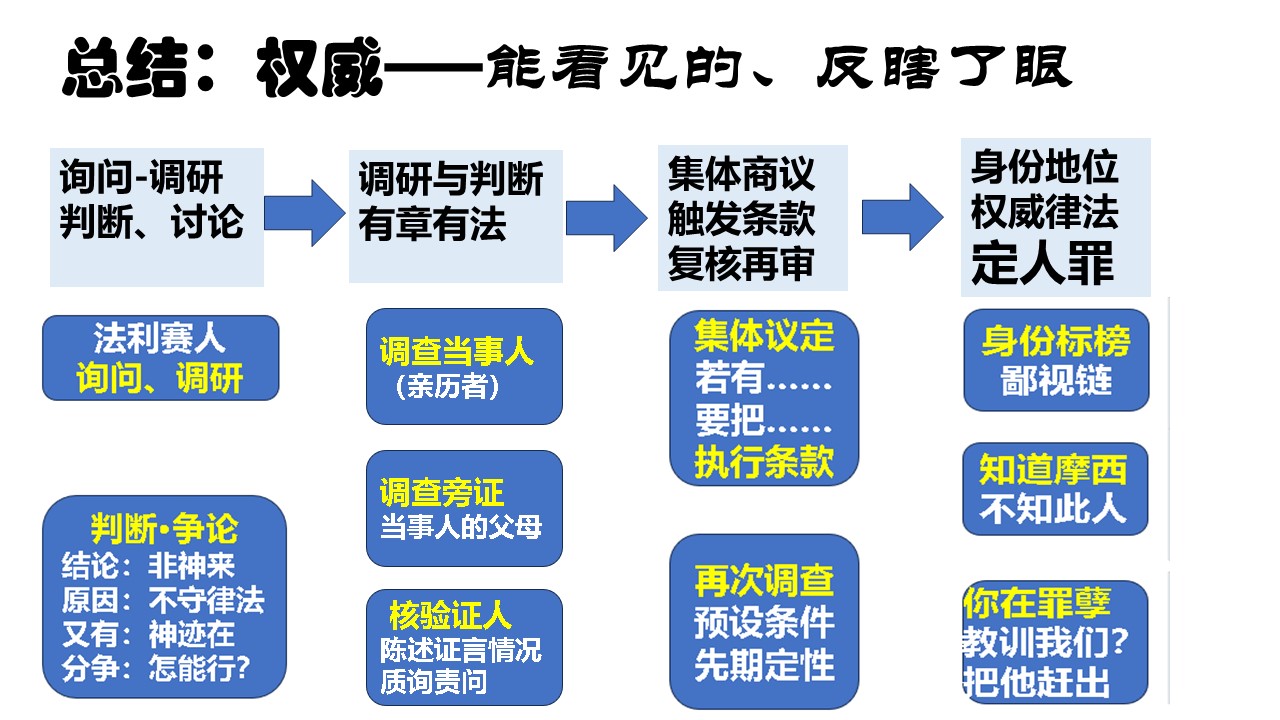 总结：权威——能看见的、反瞎了眼
询问-调研
判断、讨论
调研与判断
有章有法
集体商议
触发条款
复核再审
身份地位
权威律法
定人罪
法利赛人
询问、调研
判断•争论
结论：非神来
原因：不守律法
又有：神迹在
分争：怎能行？
调查当事人
（亲历者）
调查旁证
当事人的父母
核验证人
陈述证言情况
质询责问
集体议定
若有……
要把……
执行条款
再次调查
预设条件
先期定性
身份标榜
鄙视链
知道摩西
不知此人
你在罪孽
教训我们？
把他赶出